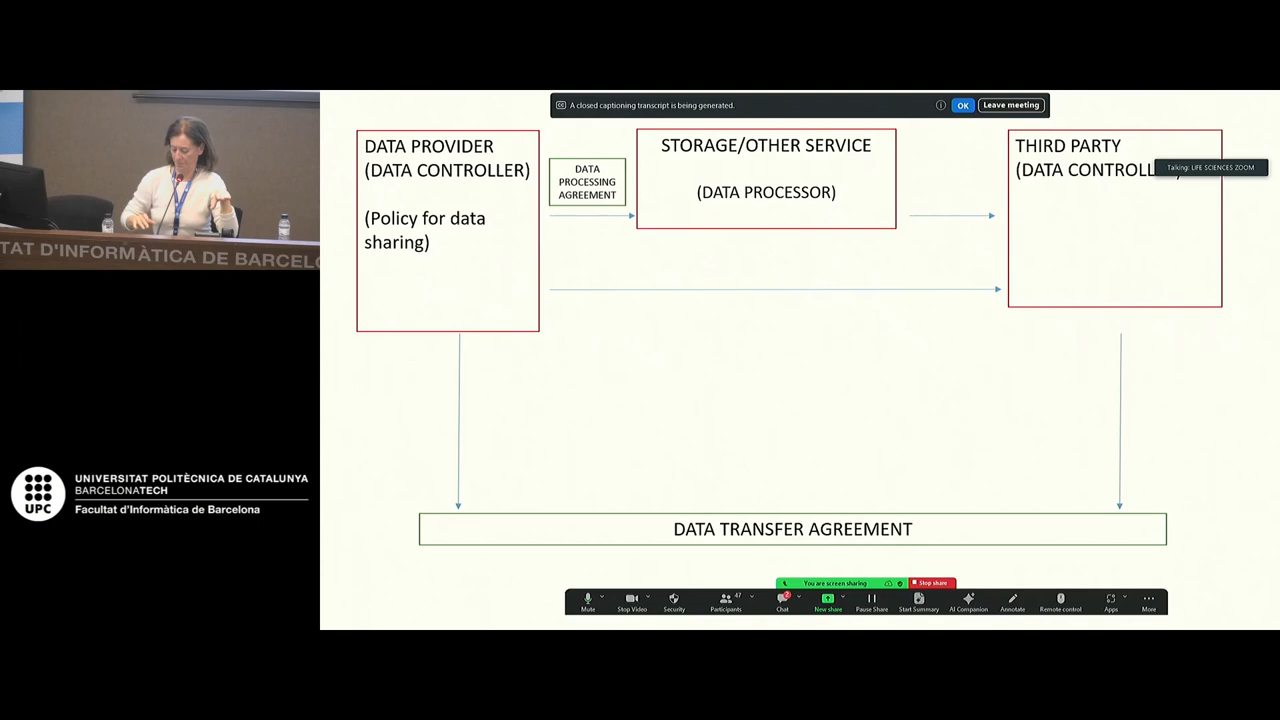 A closed captioning transcript is being generated.
OK
Leave meeting
DATA PROVIDER
(DATA CONTROLLER)
(Policy for data
sharing)
DATA
PROCESSING
AGREEMENT
STORAGE/OTHER SERVICE
(DATA PROCESSOR)
THIRD PARTY
(DATA CONTROLL
Talking: LIFE SCIENCES ZOOM
TAT D'INFORMÀTICA DE BARCELO
UPC
UNIVERSITAT POLITÈCNICA DE CATALUNYA
BARCELONATECH
Facultat d'Informàtica de Barcelona
DATA TRANSFER AGREEMENT
You are screen sharing
Stop share
Mute
Stop Video
Security
Participants
47
Chat
2
New share
Pause Share
Start Summary
AI Companion
Annotate
Remote control
Apps
More